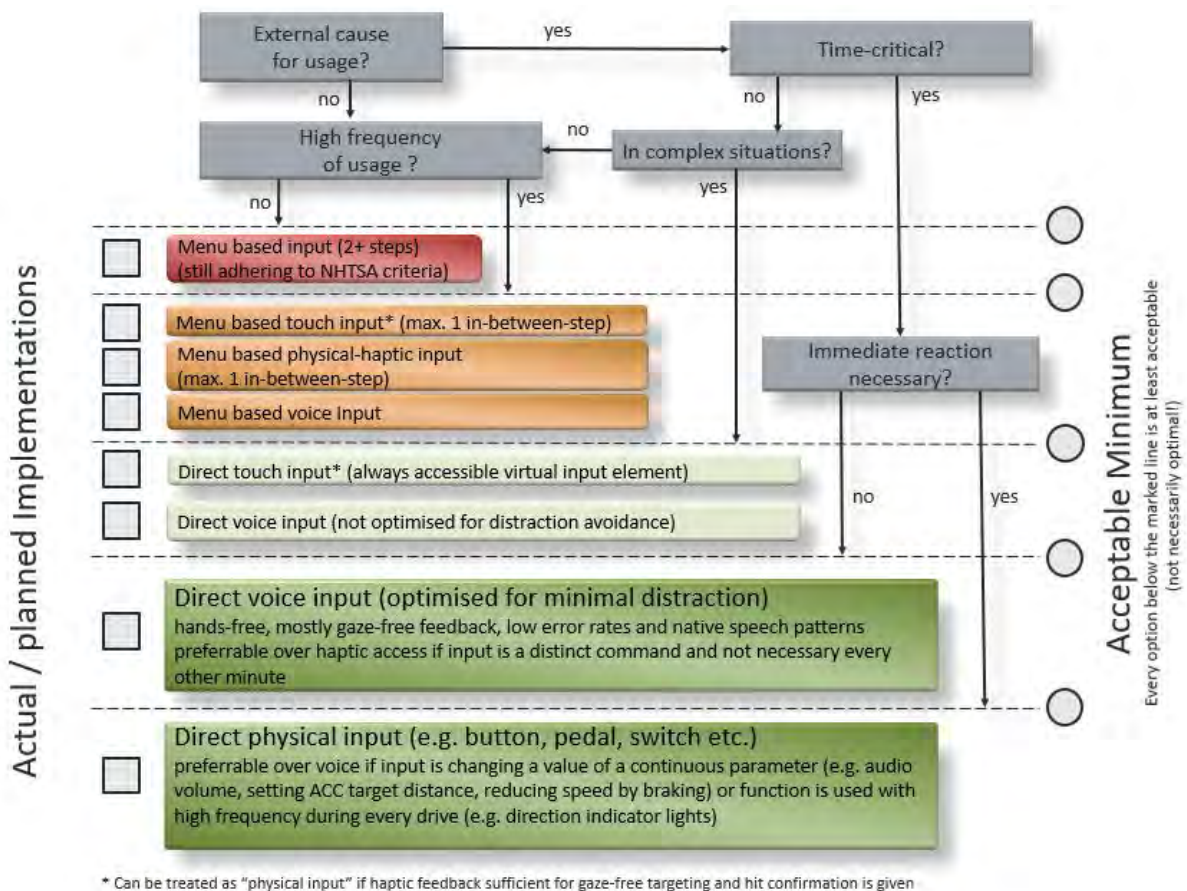 External cause
for usage?
yes
Time-critical?
no
no
yes
High frequency
of usage ?
no
In complex situations?
no
yes
yes
Menu based input (2+ steps)
(still adhering to NHTSA criteria)
Menu based touch input* (max. 1 in-between-step)
Menu based physical-haptic input
(max. 1 in-between-step)
Menu based voice Input
Immediate reaction
necessary?
Direct touch input* (always accessible virtual input element)
no
yes
Direct voice input (not optimised for distraction avoidance)
Direct voice input (optimised for minimal distraction)
hands-free, mostly gaze-free feedback, low error rates and native speech patterns
preferrable over haptic access if input is a distinct command and not necessary every
other minute
Direct physical input (e.g. button, pedal, switch etc.)
preferrable over voice if input is changing a value of a continuous parameter (e.g. audio
volume, setting ACC target distance, reducing speed by braking) or function is used with
high frequency during every drive (e.g. direction indicator lights)
* Can be treated as "physical input" if haptic feedback sufficient for gaze-free targeting and hit confirmation is given
Actual / planned Implementations
Acceptable Minimum
Every option below the marked line is at least acceptable
(not necessarily optimal!)